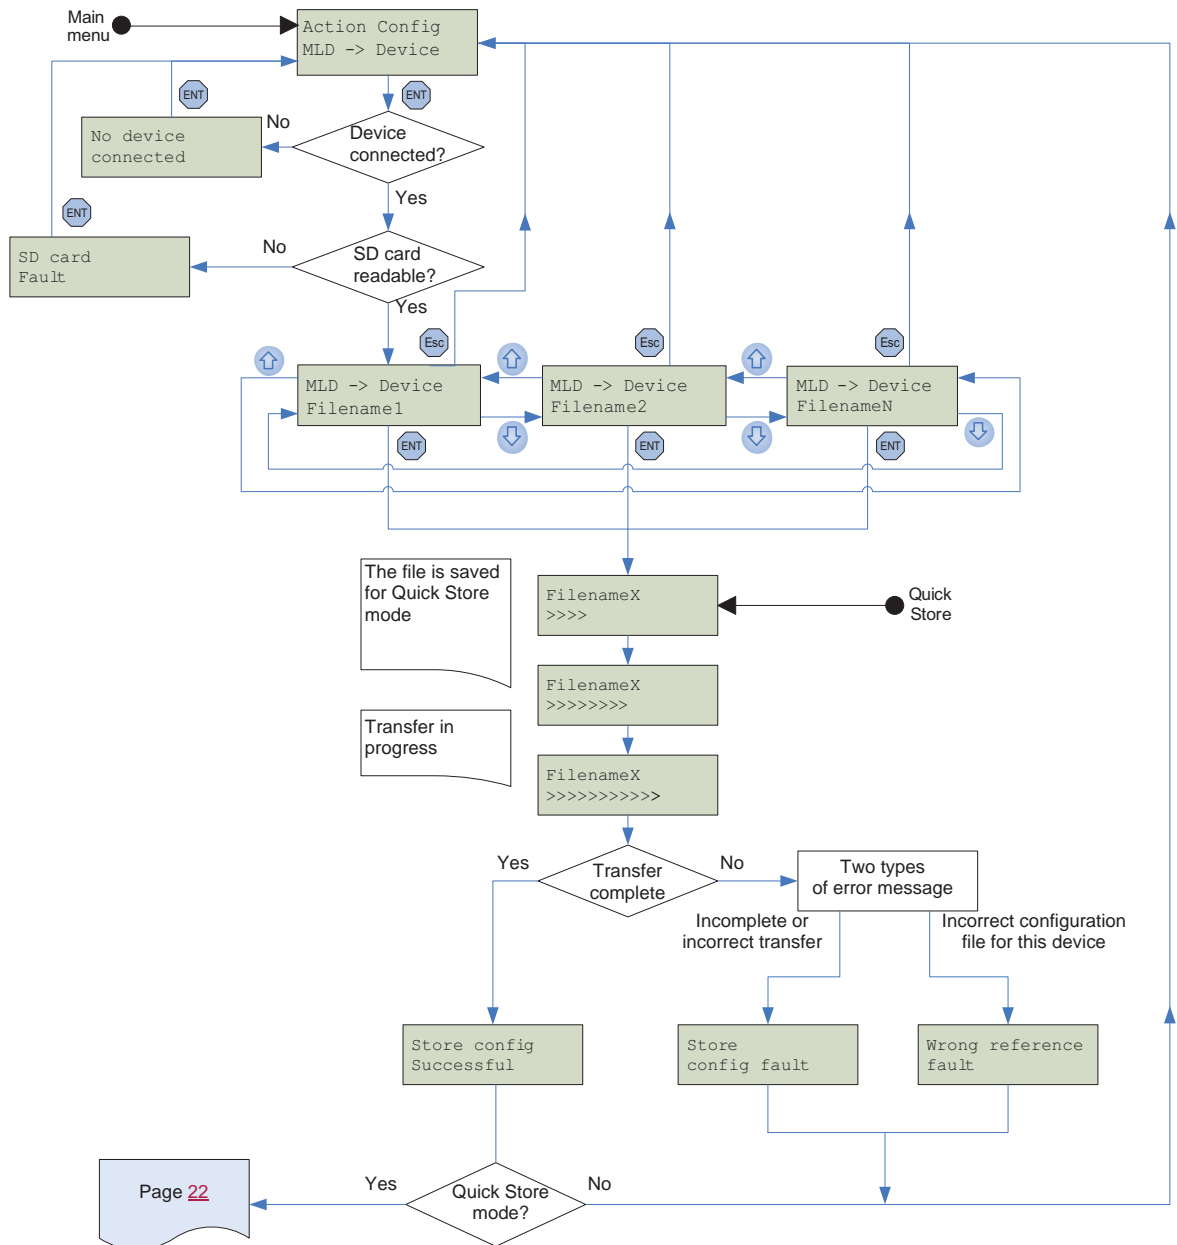 Main
menu
Action Config
MLD -> Device
ENT
ENT
No device
connected
No
Device
connected?
Yes
ENT
SD card
Fault
No
SD card
readable?
Yes
Esc
Esc
Esc
MLD -> Device
Filename1
MLD -> Device
Filename2
MLD -> Device
FilenameN
ENT
ENT
ENT
The file is saved
for Quick Store
mode
FilenameX
>>>>
Quick
Store
FilenameX
>>>>>>>>
Transfer in
progress
FilenameX
>>>>>>>>>>>
Yes
Transfer
complete
No
Two types
of error message
Incomplete or
incorrect transfer
Incorrect configuration
file for this device
Store config
Successful
Store
config fault
Wrong reference
fault
Page 22
Yes
Quick Store
mode?
No